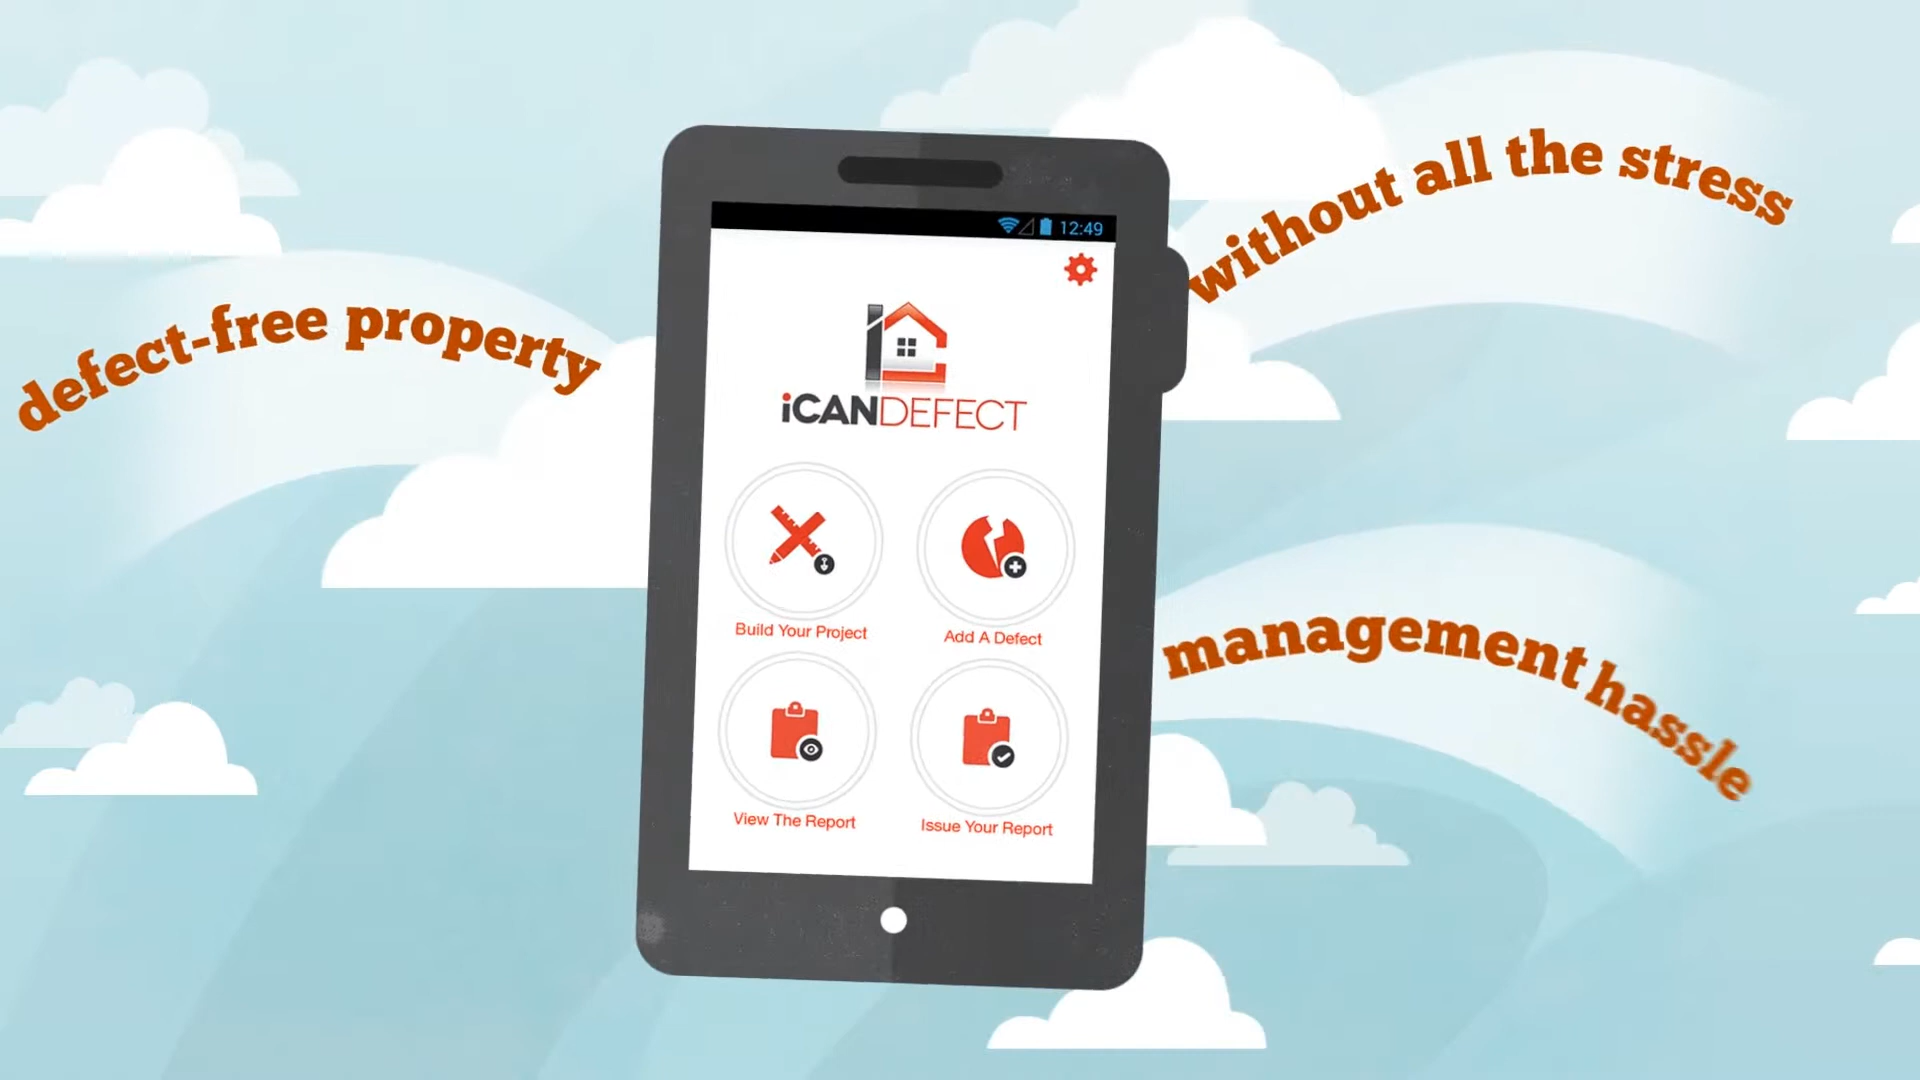 defect-free property
without all the stress
management hassle
12:49
iCANDEFECT
Build Your Project
Add A Defect
View The Report
Issue Your Report